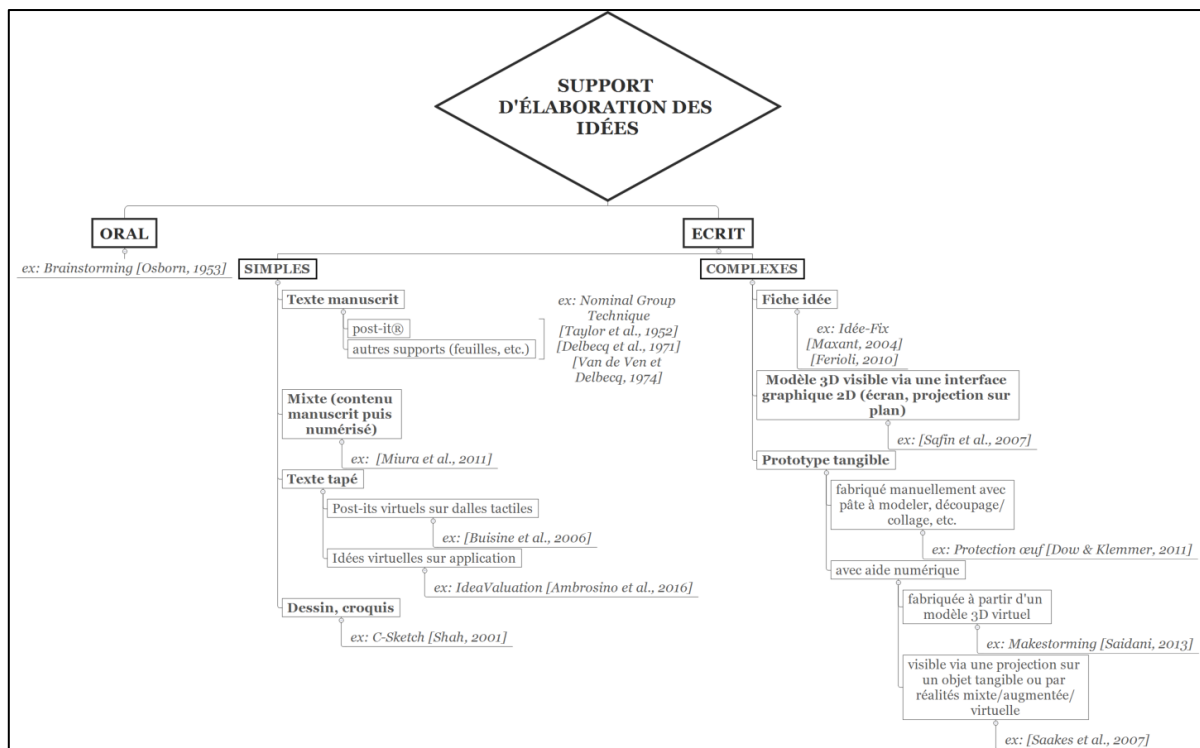 SUPPORT
D'ÉLABORATION DES
IDÉES
ORAL
ex: Brainstorming [Osborn, 1953]
ECRIT
SIMPLES
Texte manuscrit
post-it®
autres supports (feuilles, etc.)
ex: Nominal Group
Technique
[Taylor et al., 1952]
[Delbecq et al., 1971]
[Van de Ven et
Delbecq, 1974]
Mixte (contenu
manuscrit puis
numérisé)
ex: [Miura et al., 2011]
Texte tapé
Post-its virtuels sur dalles tactiles
ex: [Buisine et al., 2006]
Idées virtuelles sur application
ex: IdeaValuation [Ambrosino et al., 2016]
Dessin, croquis
ex: C-Sketch [Shah, 2001]
COMPLEXES
Fiche idée
ex: Idée-Fix
[Maxant, 2004]
[Ferioli, 2010]
Modèle 3D visible via une interface
graphique 2D (écran, projection sur
plan)
ex: [Safin et al., 2007]
Prototype tangible
fabriqué manuellement avec
pâte à modeler, découpage/
collage, etc.
ex: Protection œuf [Dow & Klemmer, 2011]
avec aide numérique
fabriquée à partir d'un
modèle 3D virtuel
ex: Makestorming [Saidani, 2013]
visible via une projection sur
un objet tangible ou par
réalités mixte/augmentée/
virtuelle
ex: [Saakes et al., 2007]